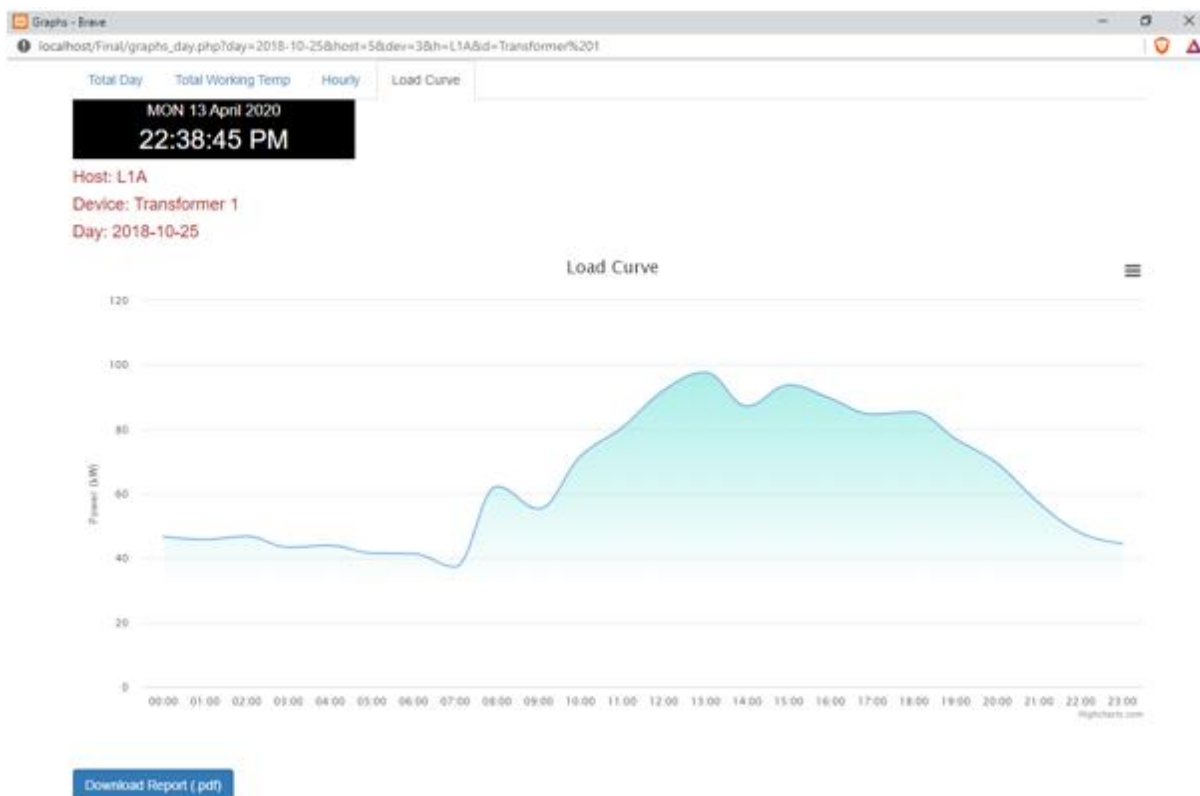 Graphs - Brave
localhost/Final/graphs_day.php?day=2018-10-25&host=5&dev=3&h=L1A&id=Transformer%201
Total Day Total Working Temp Hourly Load Curve
MON 13 April 2020
22:38:45 PM
Host: L1A
Device: Transformer 1
Day: 2018-10-25
Load Curve
120
100
80
Power (kW)
60
40
20
0
00:00 01:00 02:00 03:00 04:00 05:00 06:00 07:00 08:00 09:00 10:00 11:00 12:00 13:00 14:00 15:00 16:00 17:00 18:00 19:00 20:00 21:00 22:00 23:00
Highcharts.com
Download Report (.pdf)